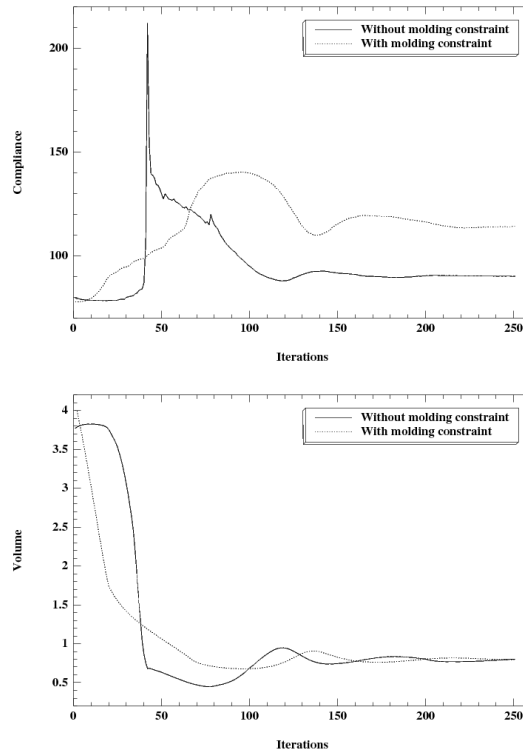 Without molding constraint
With molding constraint
200
150
100
Compliance
0
50
100
150
200
250
Iterations
Without molding constraint
With molding constraint
4
3.5
3
2.5
2
1.5
1
0.5
Volume
0
50
100
150
200
250
Iterations